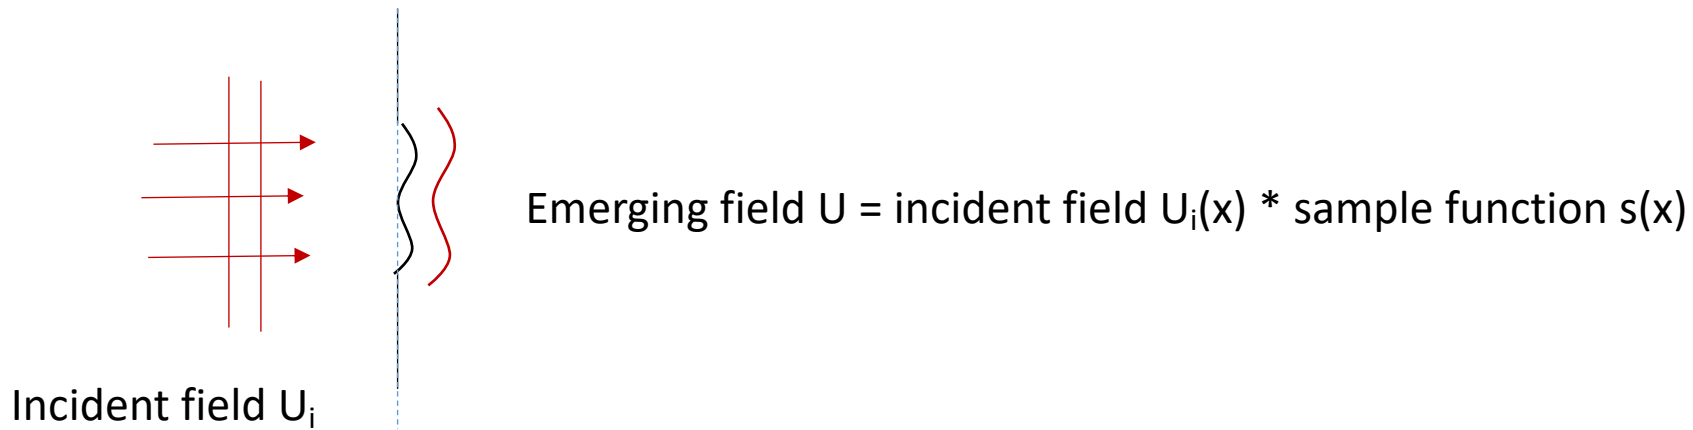 Emerging field U = incident field Uᵢ(x) * sample function s(x)
Incident field Uᵢ